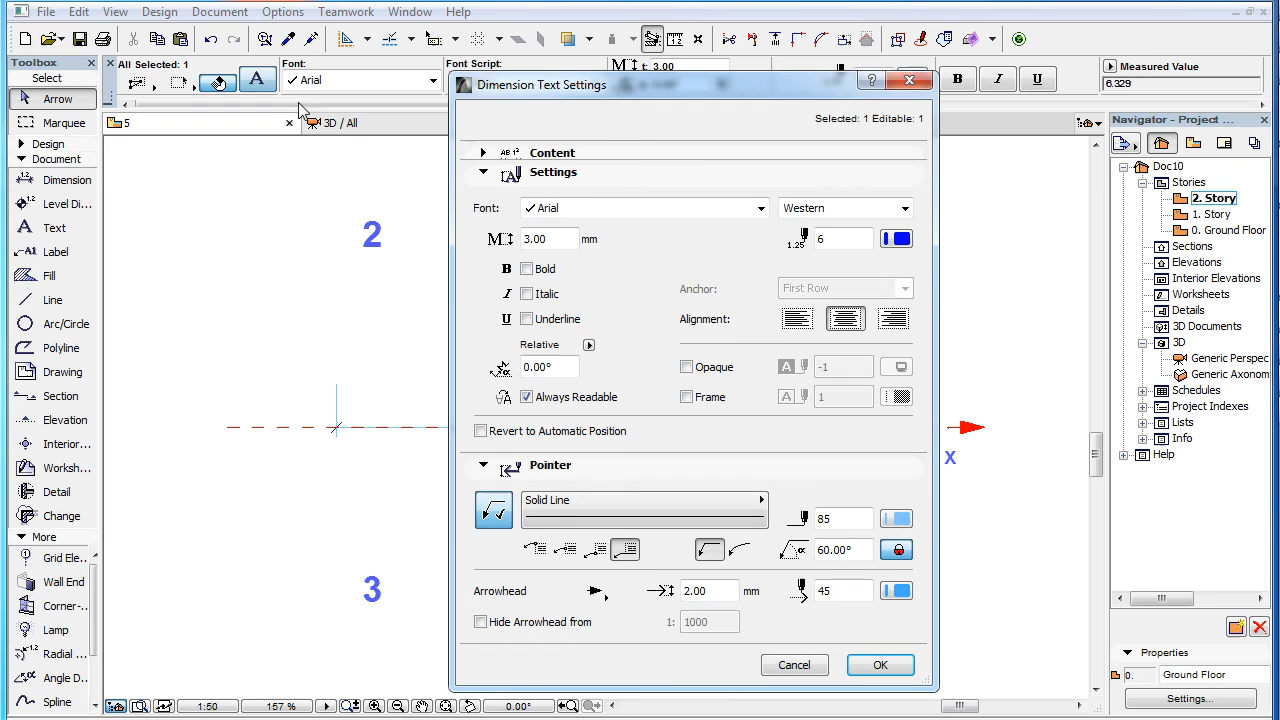 File Edit View Design Document Options Teamwork Window Help
Toolbox
Select
Arrow
Marquee
Design
Document
Dimension
Level Di...
Text
Label
Fill
Line
Arc/Circle
Polyline
Drawing
Section
Elevation
Interior...
Worksh...
Detail
Change
More
Grid Ele...
Wall End
Corner-...
Lamp
Radial ...
Angle D...
Spline
All Selected: 1
Font:
Arial
Font Script:
3.00
B I U
Measured Value
6.329
5
3D / All
2
3
x
Dimension Text Settings
Selected: 1 Editable: 1
Content
Settings
Font: Arial Western
3.00 mm
1.25 6
B Bold
I Italic
U Underline
Anchor: First Row
Alignment:
Relative
0.00°
Always Readable
Opaque -1
Frame 1
Revert to Automatic Position
Pointer
Solid Line
85
60.00°
Arrowhead 2.00 mm 45
Hide Arrowhead from 1: 1000
Cancel OK
Navigator - Project ...
Doc10
Stories
2. Story
1. Story
0. Ground Floor
Sections
Elevations
Interior Elevations
Worksheets
Details
3D Documents
3D
Generic Perspec
Generic Axonom
Schedules
Project Indexes
Lists
Info
Help
Properties
0. Ground Floor
Settings...
1:50 157 % 0.00°